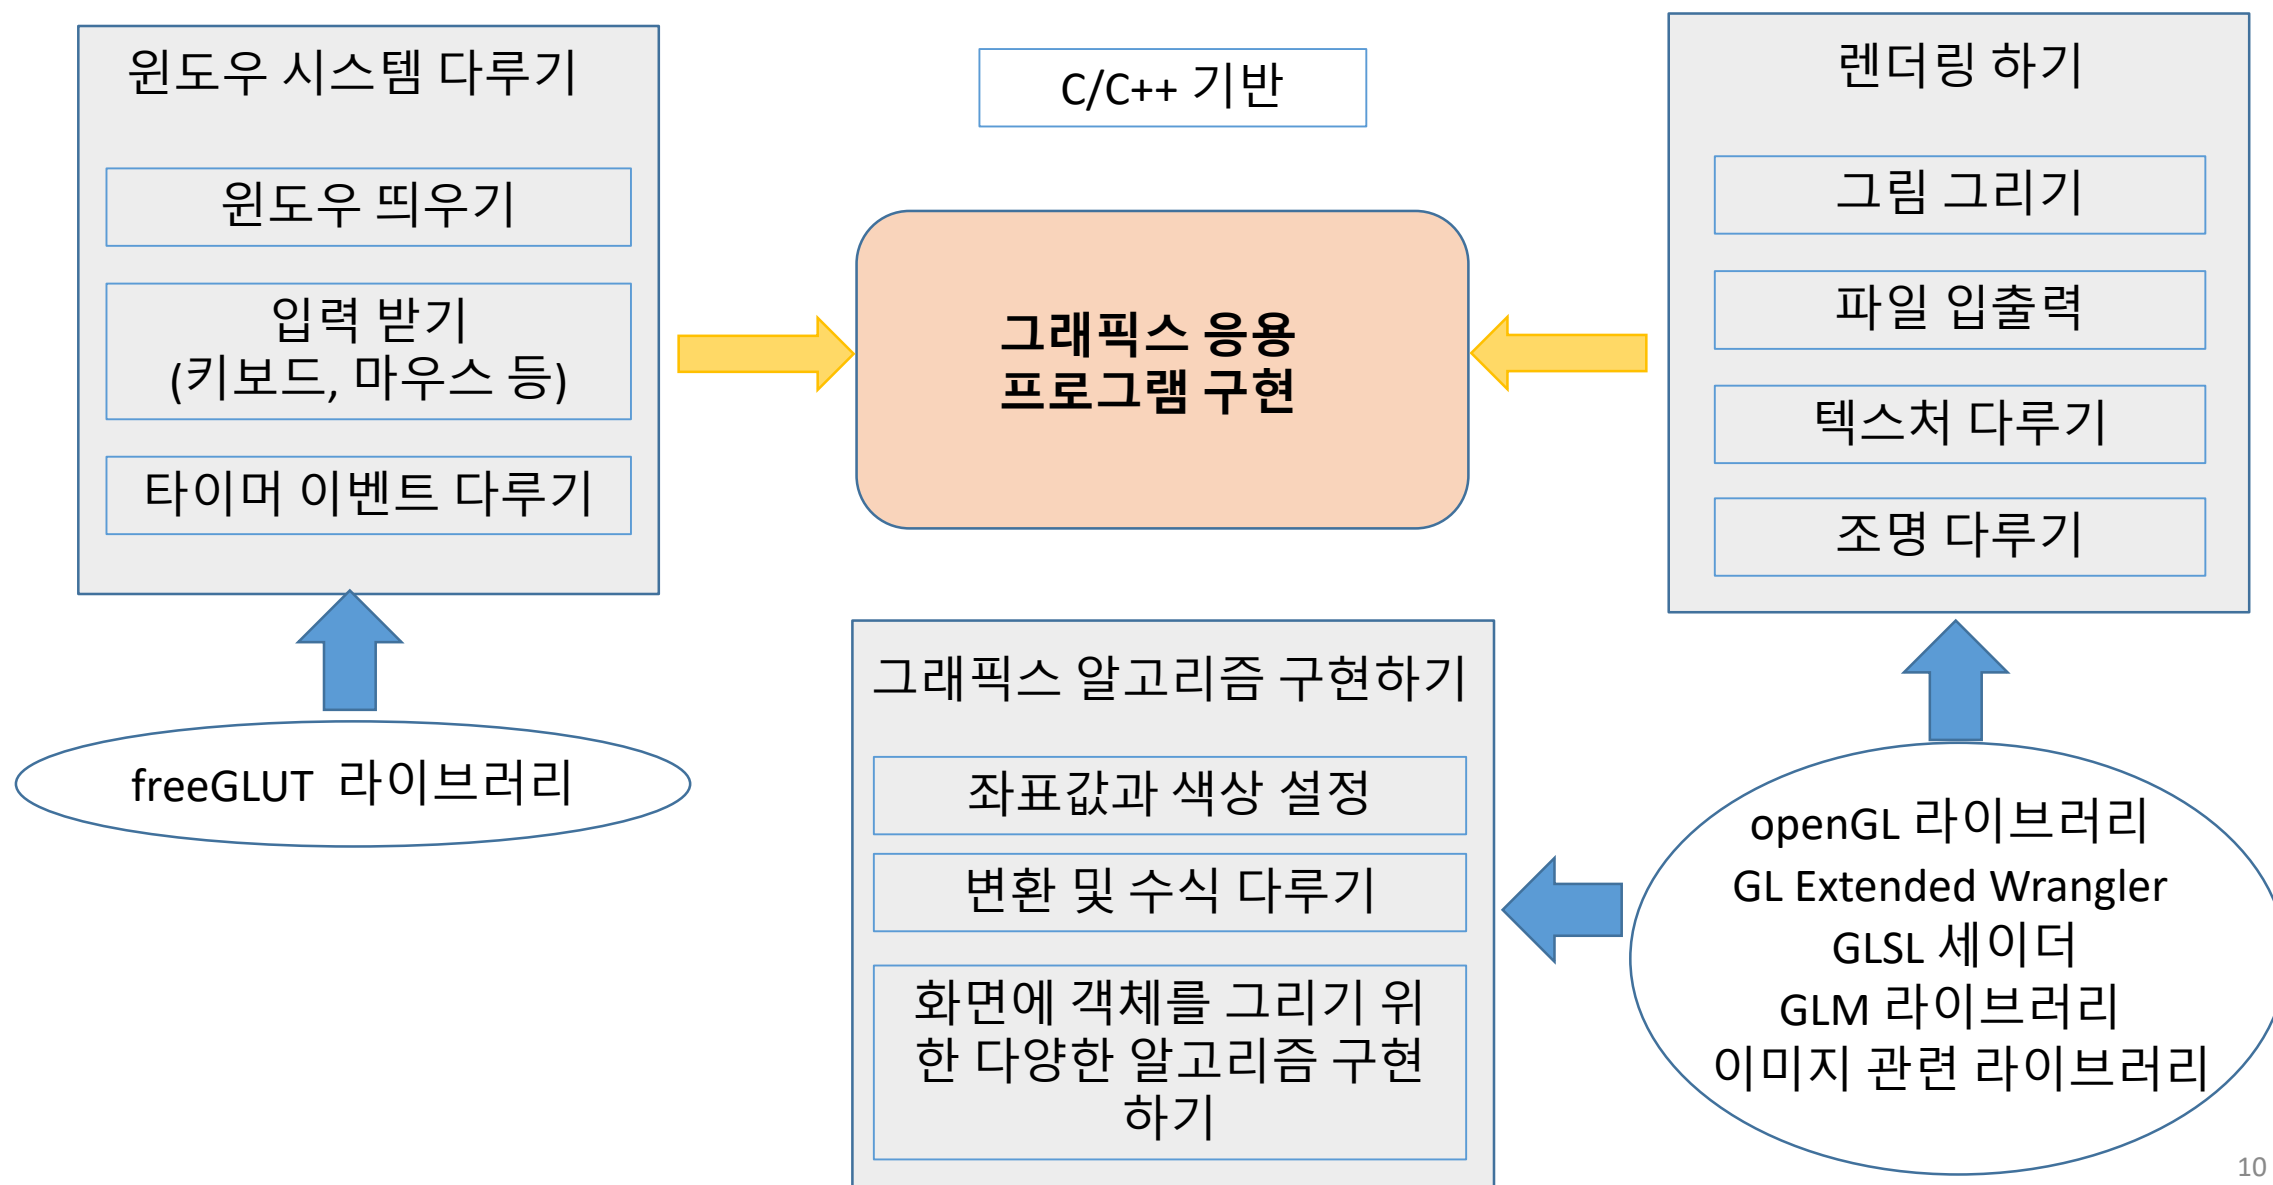 윈도우 시스템 다루기
윈도우 띄우기
입력 받기
(키보드, 마우스 등)
타이머 이벤트 다루기
freeGLUT 라이브러리
C/C++ 기반
그래픽스 응용
프로그램 구현
그래픽스 알고리즘 구현하기
좌표값과 색상 설정
변환 및 수식 다루기
화면에 객체를 그리기 위
한 다양한 알고리즘 구현
하기
렌더링 하기
그림 그리기
파일 입출력
텍스처 다루기
조명 다루기
openGL 라이브러리
GL Extended Wrangler
GLSL 세이더
GLM 라이브러리
이미지 관련 라이브러리
10